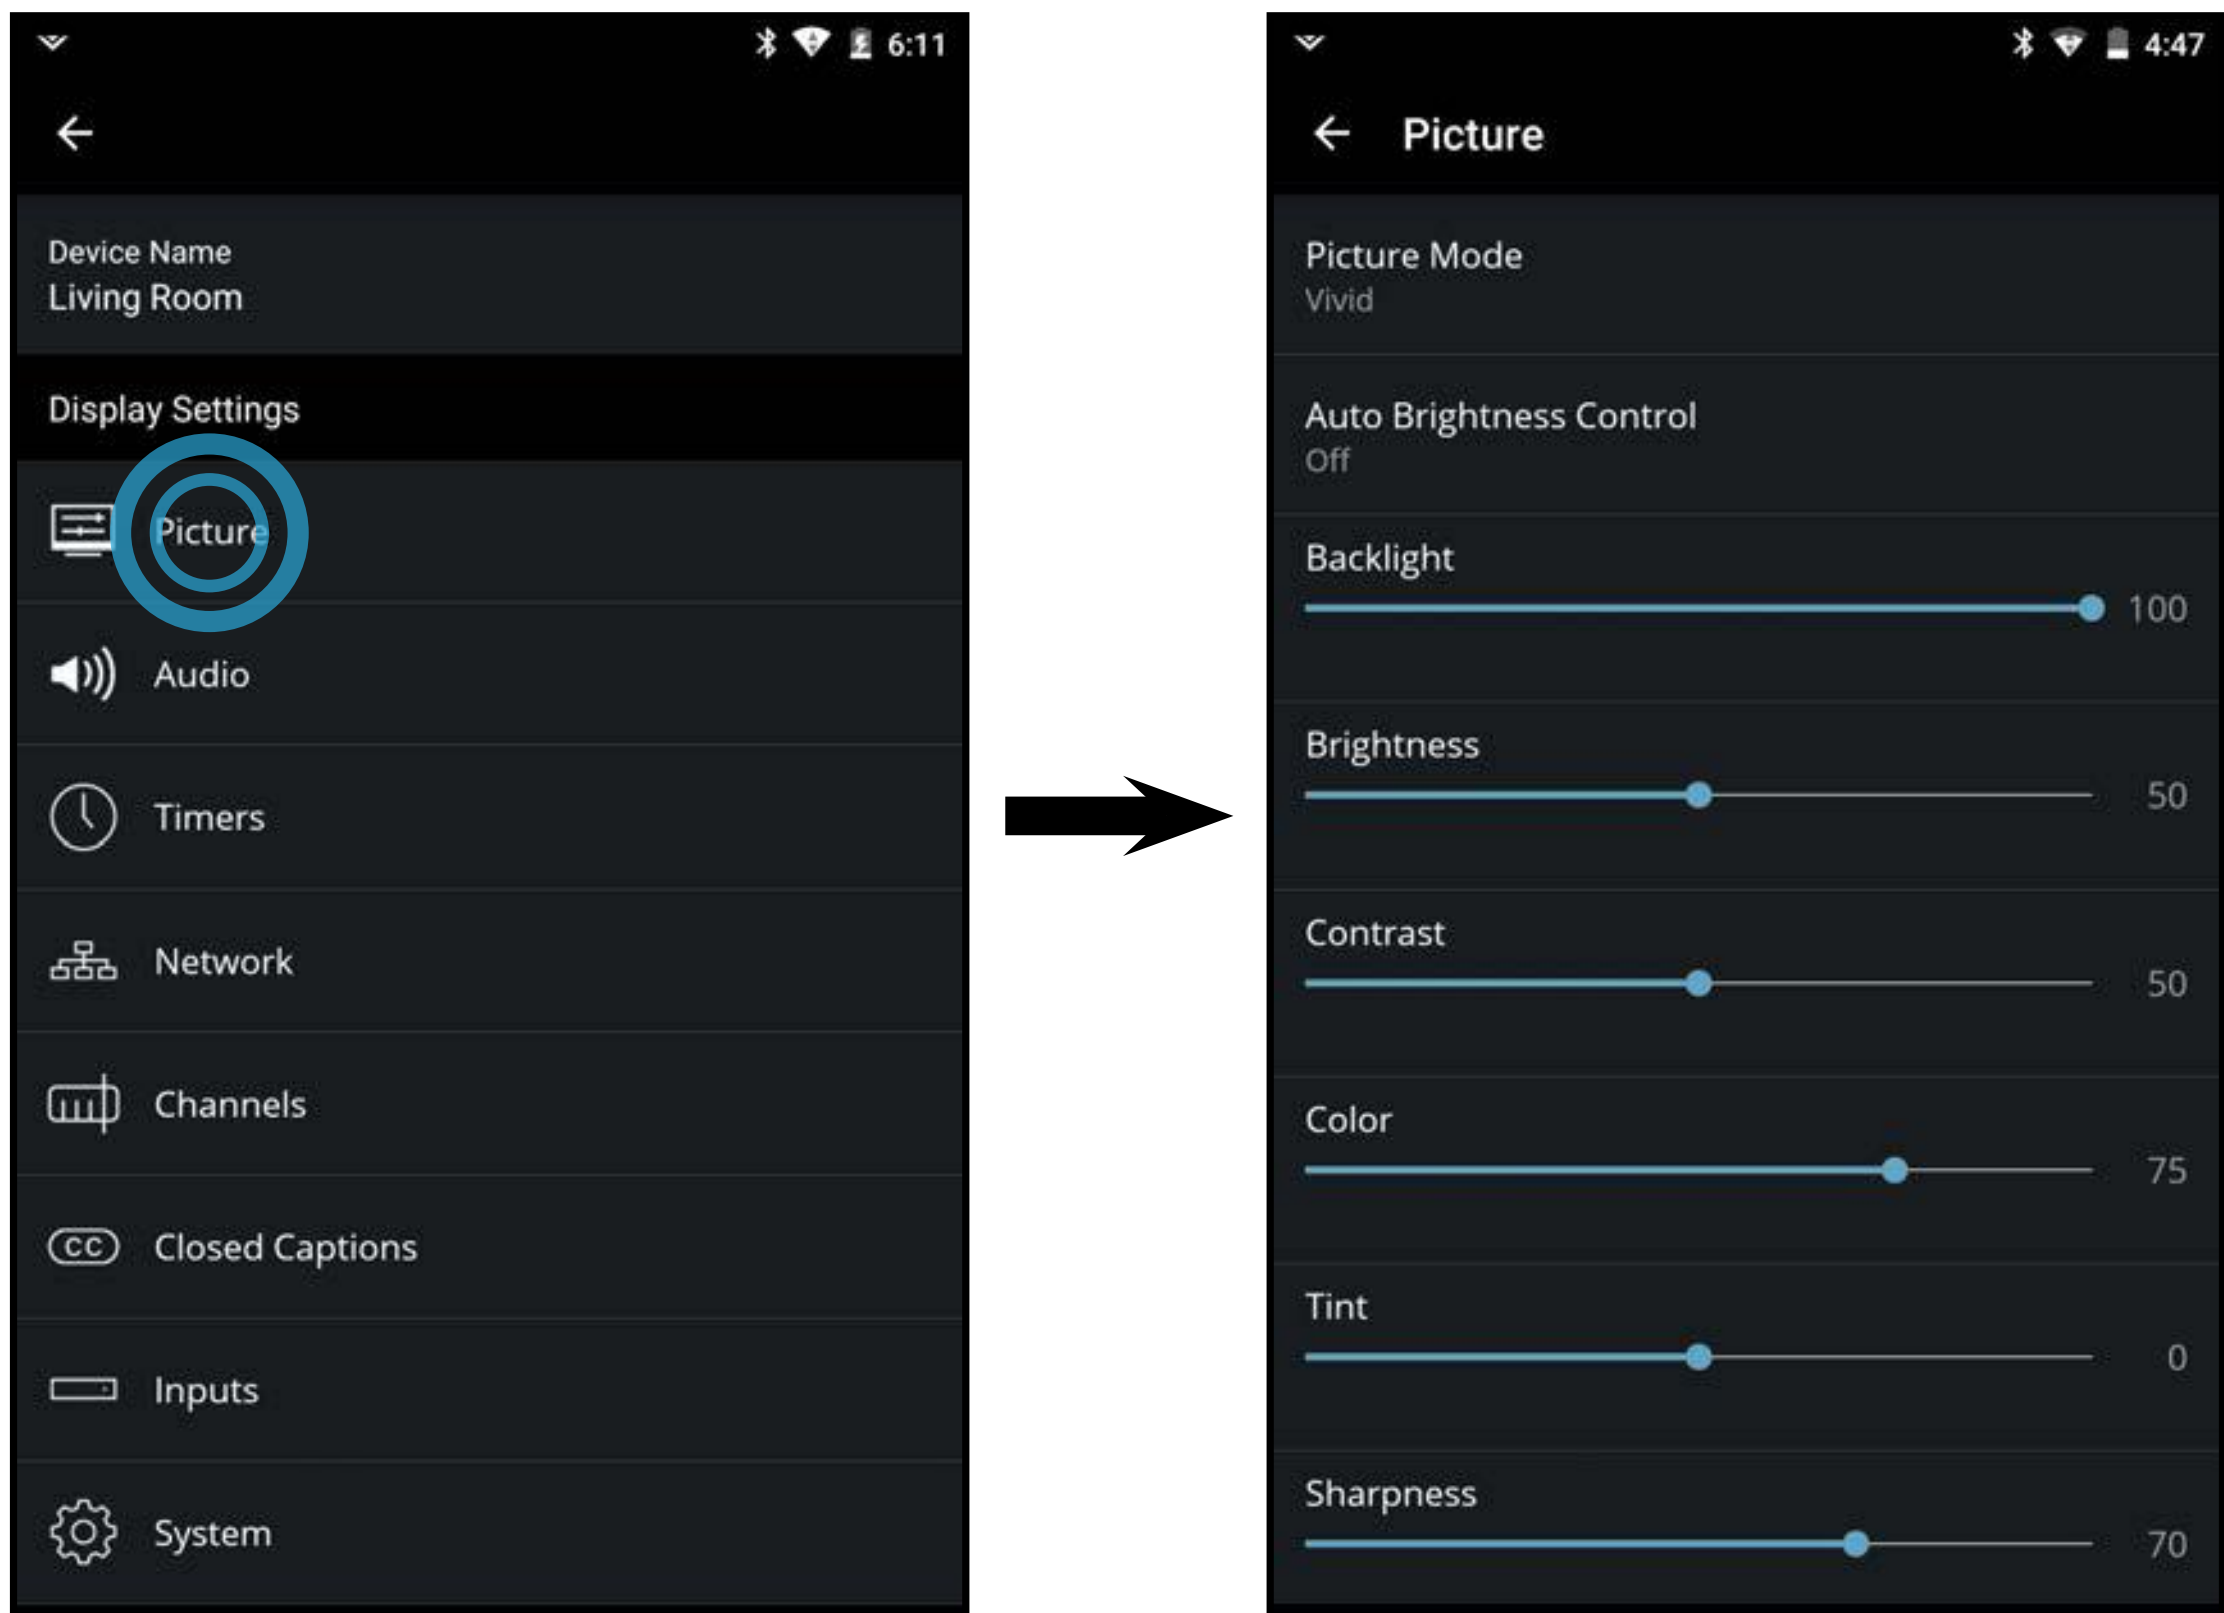 6:11
Device Name
Living Room
Display Settings
Picture
Audio
Timers
Network
Channels
CC Closed Captions
Inputs
System
4:47
Picture
Picture Mode
Vivid
Auto Brightness Control
Off
Backlight
100
Brightness
50
Contrast
50
Color
75
Tint
0
Sharpness
70